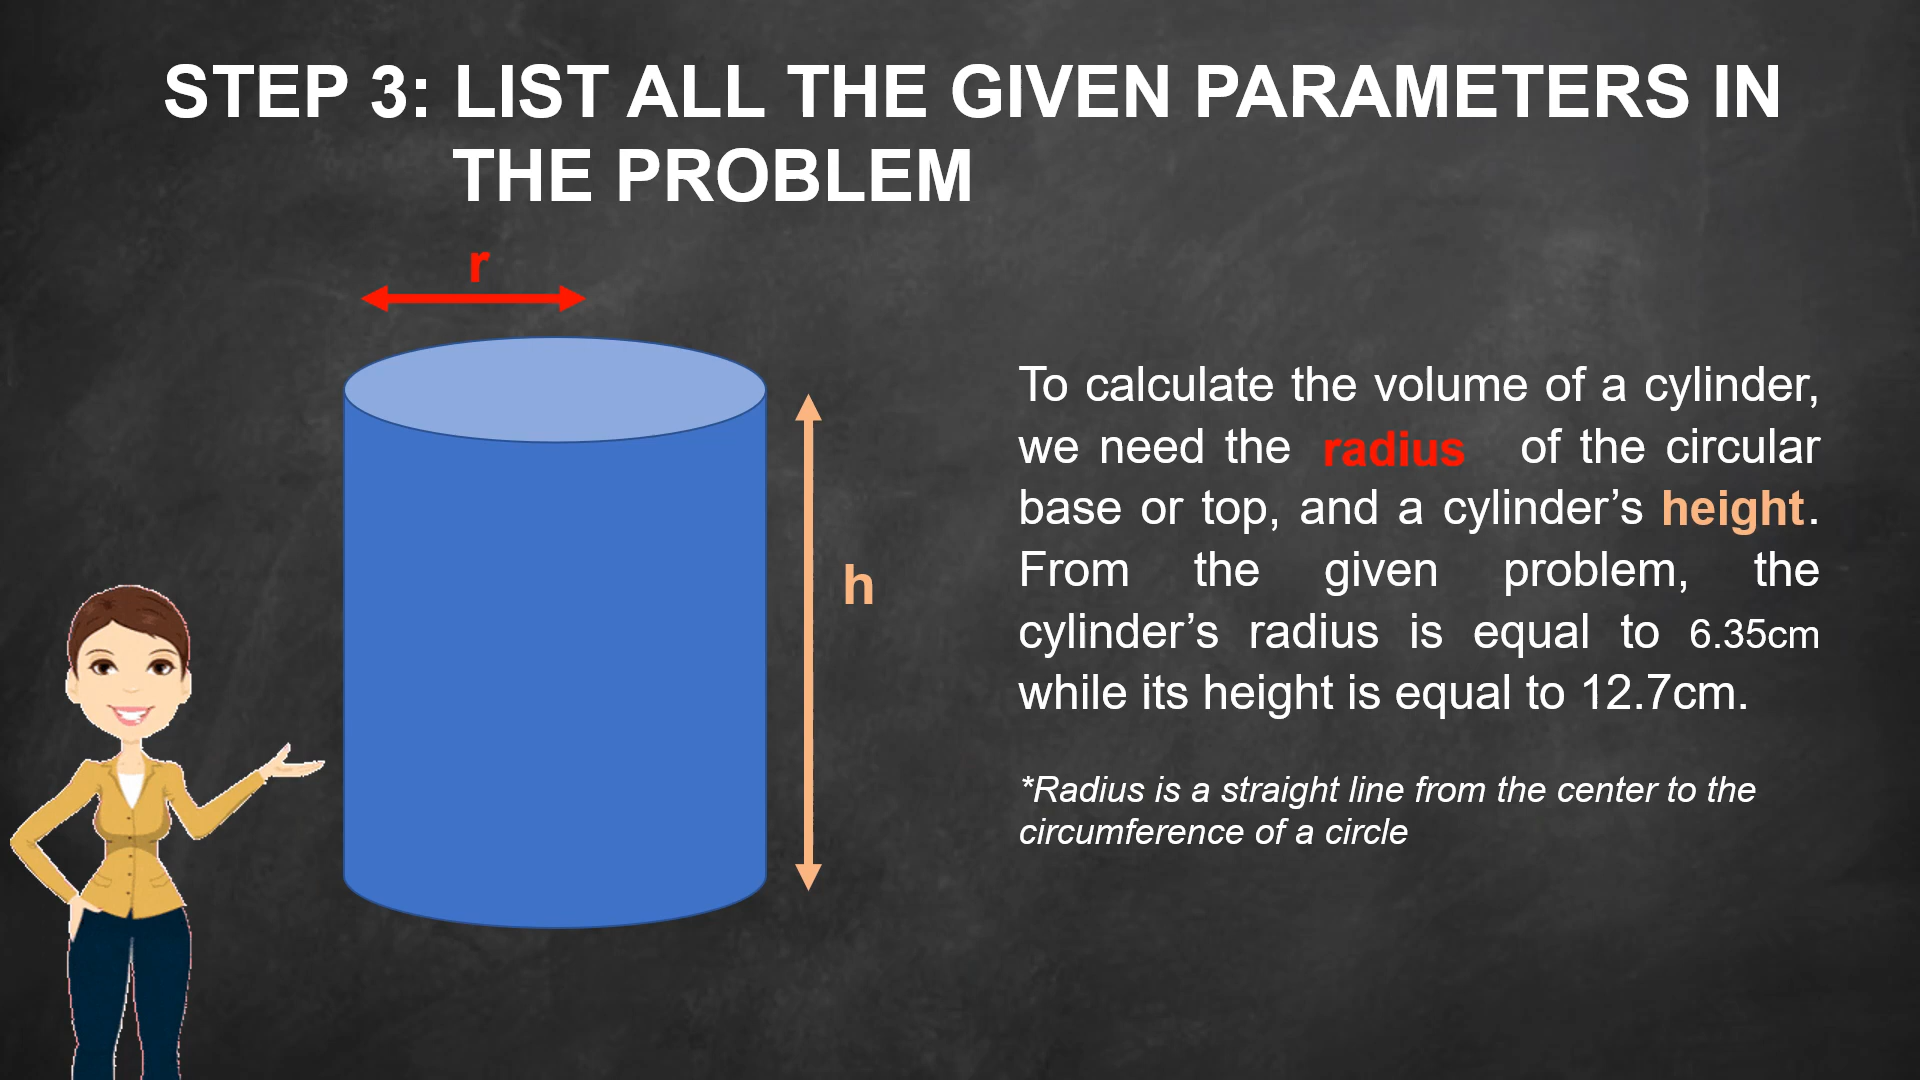 STEP 3: LIST ALL THE GIVEN PARAMETERS IN
THE PROBLEM
r
h
To calculate the volume of a cylinder,
we need the radius of the circular
base or top, and a cylinder’s height.
From the given problem, the
cylinder’s radius is equal to 6.35cm
while its height is equal to 12.7cm.
*Radius is a straight line from the center to the
circumference of a circle